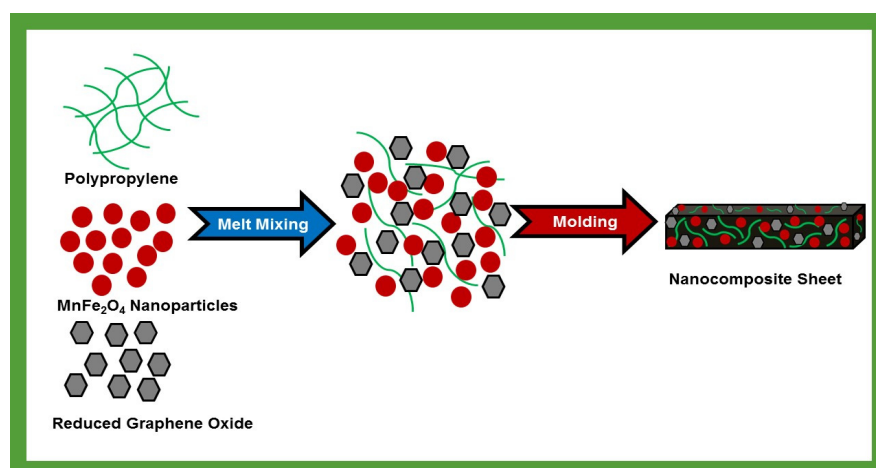 Polypropylene
Melt Mixing
Molding
MnFe₂O₄ Nanoparticles
Nanocomposite Sheet
Reduced Graphene Oxide